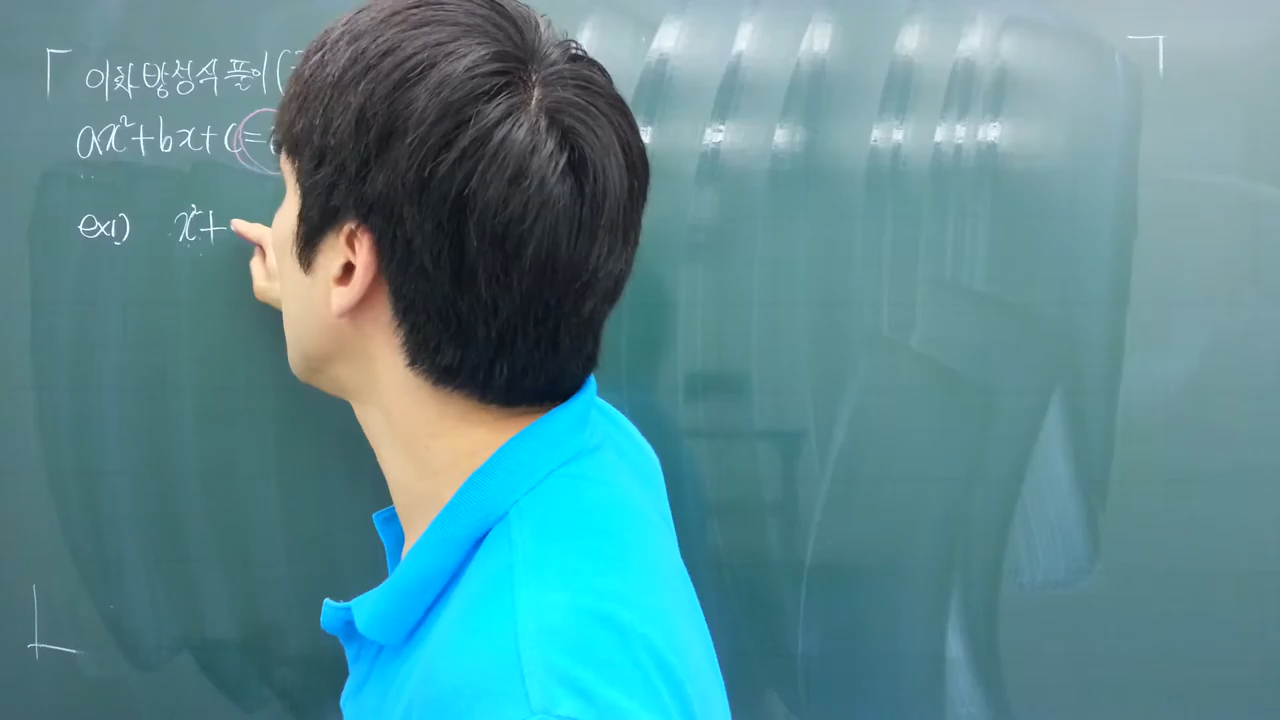 이차방정식 풀이(
ax²+bx+c=
ex1) x²+